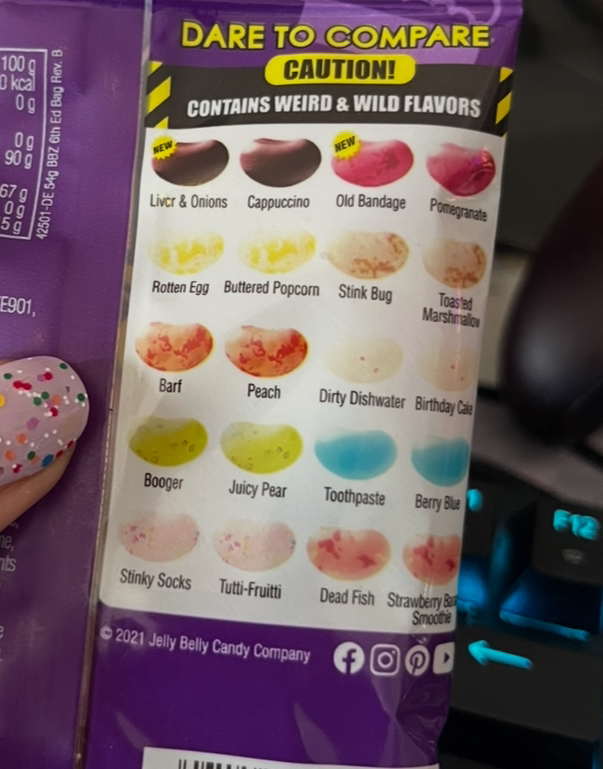 100 g
0 kcal
0 g
0 g
90 g
67 g
0 g
5 g
42501-DE 54g BBZ 6th Ed Bag Rev. B
E901,
DARE TO COMPARE
CAUTION!
CONTAINS WEIRD & WILD FLAVORS
NEW
NEW
Liver & Onions Cappuccino Old Bandage Pomegranate
Rotten Egg Buttered Popcorn Stink Bug Toasted
Marshmallow
Barf Peach Dirty Dishwater Birthday Cake
Booger Juicy Pear Toothpaste Berry Blue
Stinky Socks Tutti-Fruitti Dead Fish Strawberry Ban
Smoothie
© 2021 Jelly Belly Candy Company
F12